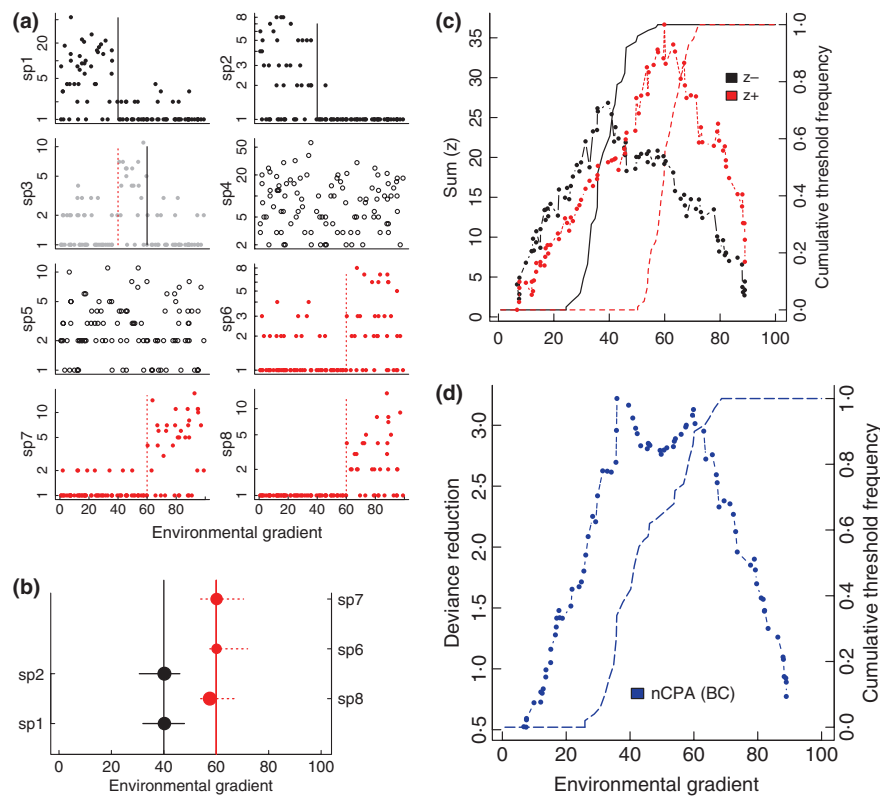 (a)
sp1
1
5
20
sp2
1
2
3
5
8
sp3
1
2
5
10
sp4
2
5
10
20
50
sp5
1
2
5
10
sp6
1
2
3
5
8
sp7
1
2
5
10
sp8
1
2
5
10
0 20 40 60 80
0 20 40 60 80
Environmental gradient
(b)
sp2
sp1
sp7
sp6
sp8
0 20 40 60 80 100
Environmental gradient
(c)
Sum (z)
0
5
10
15
20
25
30
35
z−
z+
0·0
0·2
0·4
0·6
0·8
1·0
Cumulative threshold frequency
0 20 40 60 80 100
(d)
Deviance reduction
0.5
1.0
1.5
2.0
2.5
3.0
nCPA (BC)
0·0
0·2
0·4
0·6
0·8
1·0
Cumulative threshold frequency
0 20 40 60 80 100
Environmental gradient